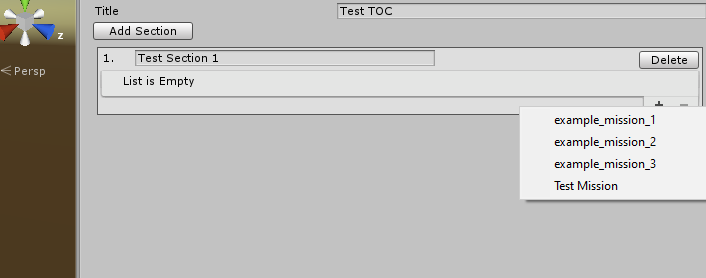 Title
Test TOC
Add Section
1.
Test Section 1
Delete
z
List is Empty
Persp
example_mission_1
example_mission_2
example_mission_3
Test Mission